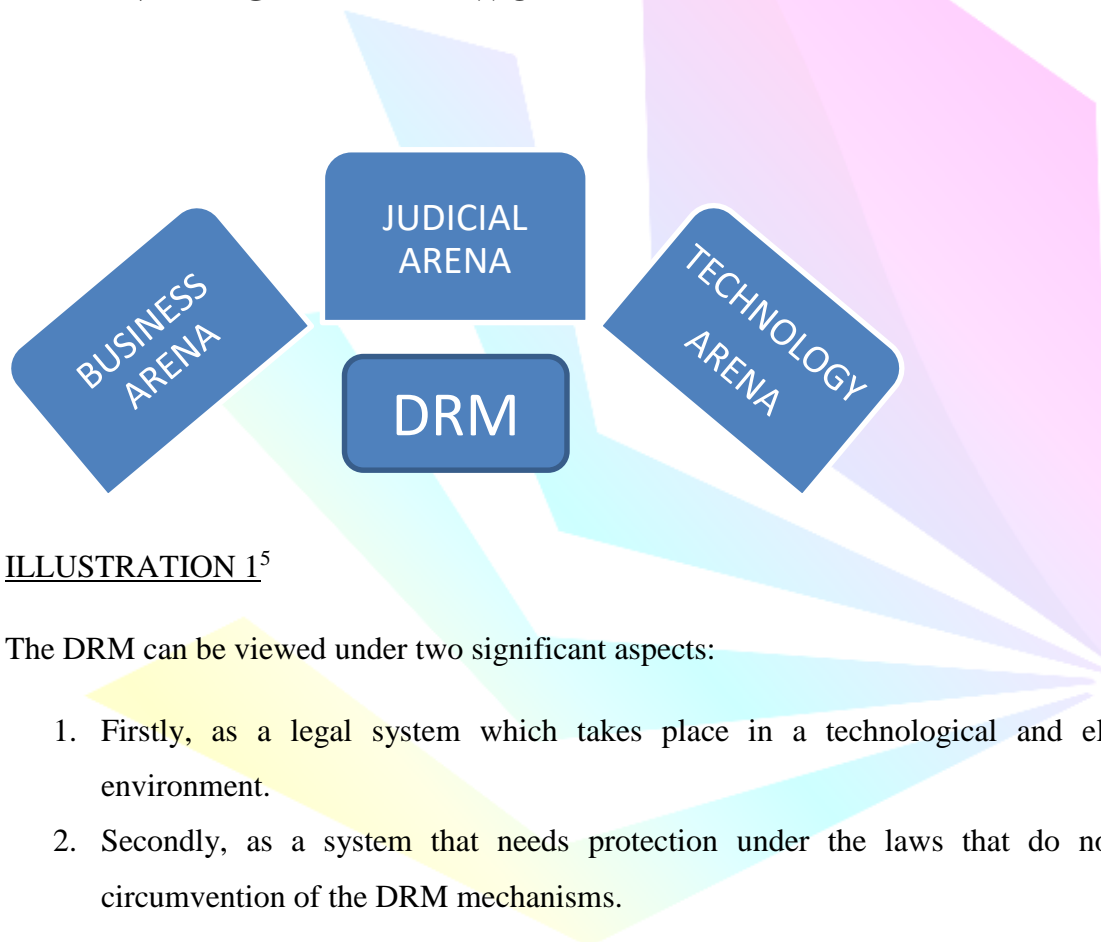 JUDICIAL
ARENA
BUSINESS
ARENA
TECHNOLOGY
ARENA
DRM
ILLUSTRATION 1⁵
The DRM can be viewed under two significant aspects:
1. Firstly, as a legal system which takes place in a technological and
environment.
2. Secondly, as a system that needs protection under the laws that do
circumvention of the DRM mechanisms.